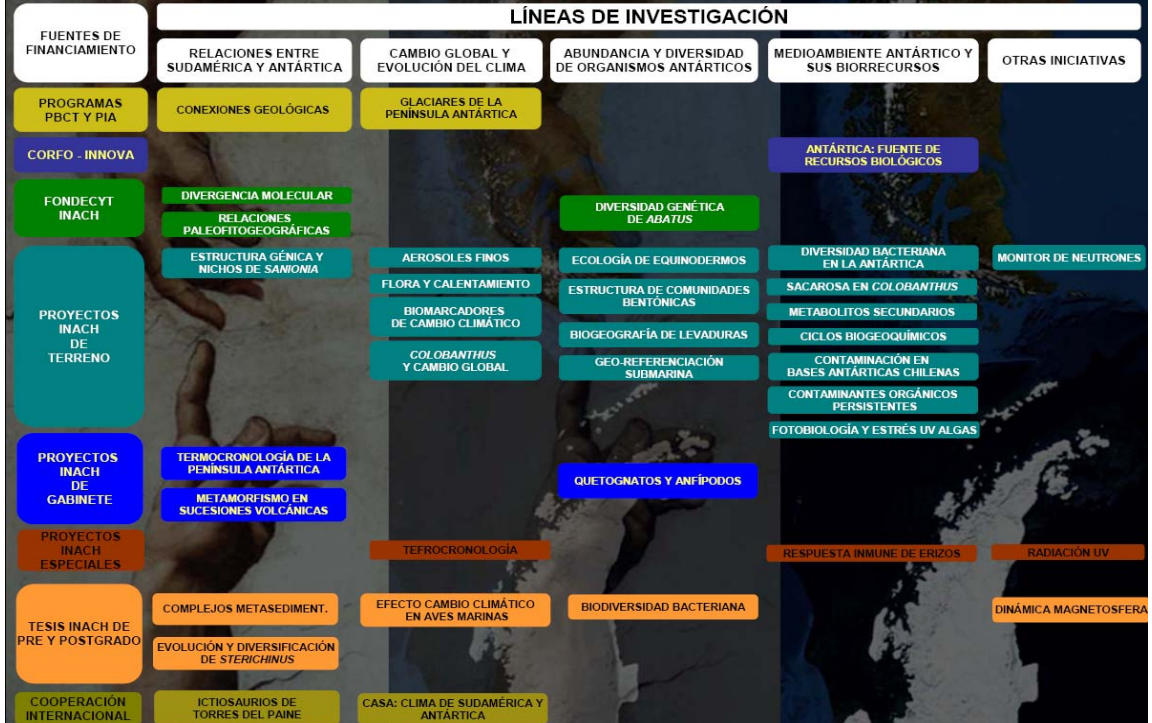 LÍNEAS DE INVESTIGACIÓN
FUENTES DE
FINANCIAMIENTO
RELACIONES ENTRE
SUDAMÉRICA Y ANTÁRTICA
CAMBIO GLOBAL Y
EVOLUCIÓN DEL CLIMA
ABUNDANCIA Y DIVERSIDAD
DE ORGANISMOS ANTÁRTICOS
MEDIOAMBIENTE ANTÁRTICO Y
SUS BIORRECURSOS
OTRAS INICIATIVAS
PROGRAMAS
PBCT Y PIA
CONEXIONES GEOLÓGICAS
GLACIARES DE LA
PENÍNSULA ANTÁRTICA
CORFO - INNOVA
ANTÁRTICA: FUENTE DE
RECURSOS BIOLÓGICOS
FONDECYT
INACH
DIVERGENCIA MOLECULAR
RELACIONES
PALEOFITOGEOGRÁFICAS
DIVERSIDAD GENÉTICA
DE ABATUS
PROYECTOS
INACH
DE
TERRENO
ESTRUCTURA GÉNICA Y
NICHOS DE SANIONIA
AEROSOLES FINOS
FLORA Y CALENTAMIENTO
BIOMARCADORES
DE CAMBIO CLIMÁTICO
COLOBANTHUS
Y CAMBIO GLOBAL
ECOLOGÍA DE EQUINODERMOS
ESTRUCTURA DE COMUNIDADES
BENTÓNICAS
BIOGEOGRAFÍA DE LEVADURAS
GEO-REFERENCIACIÓN
SUBMARINA
DIVERSIDAD BACTERIANA
EN LA ANTÁRTICA
SACAROSA EN COLOBANTHUS
METABOLITOS SECUNDARIOS
CICLOS BIOGEOQUÍMICOS
CONTAMINACIÓN EN
BASES ANTÁRTICAS CHILENAS
CONTAMINANTES ORGÁNICOS
PERSISTENTES
FOTOBIOLOGÍA Y ESTRÉS UV ALGAS
MONITOR DE NEUTRONES
PROYECTOS
INACH
DE
GABINETE
TERMOCRONOLOGÍA DE LA
PENÍNSULA ANTÁRTICA
METAMORFISMO EN
SUCESIONES VOLCÁNICAS
QUETOGNATOS Y ANFÍPODOS
PROYECTOS
INACH
ESPECIALES
TEFROCRONOLOGÍA
RESPUESTA INMUNE DE ERIZOS
RADIACIÓN UV
TESIS INACH DE
PRE Y POSTGRADO
COMPLEJOS METASEDIMENT.
EVOLUCIÓN Y DIVERSIFICACIÓN
DE STERICHINUS
EFECTO CAMBIO CLIMÁTICO
EN AVES MARINAS
BIODIVERSIDAD BACTERIANA
DINÁMICA MAGNETOSFERA
COOPERACIÓN
INTERNACIONAL
ICTIOSAURIOS DE
TORRES DEL PAINE
CASA: CLIMA DE SUDAMÉRICA Y
ANTÁRTICA